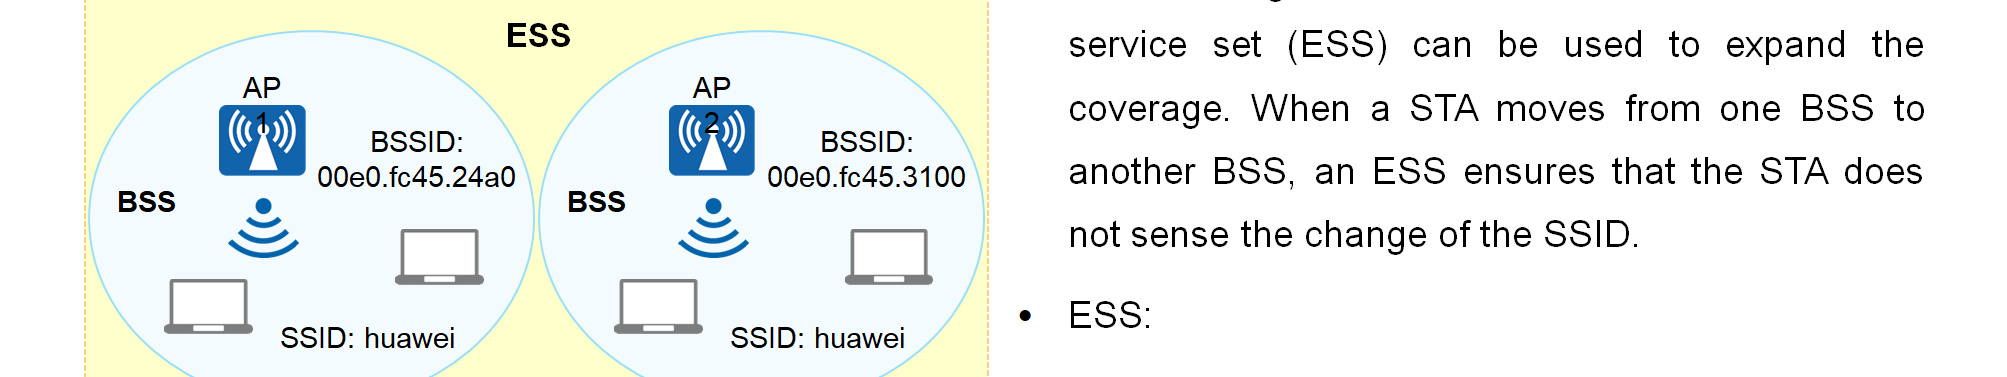 ESS
AP
1
BSSID:
00e0.fc45.24a0
BSS
SSID: huawei
AP
2
BSSID:
00e0.fc45.3100
BSS
SSID: huawei
service set (ESS) can be used to expand the
coverage. When a STA moves from one BSS to
another BSS, an ESS ensures that the STA does
not sense the change of the SSID.
• ESS: